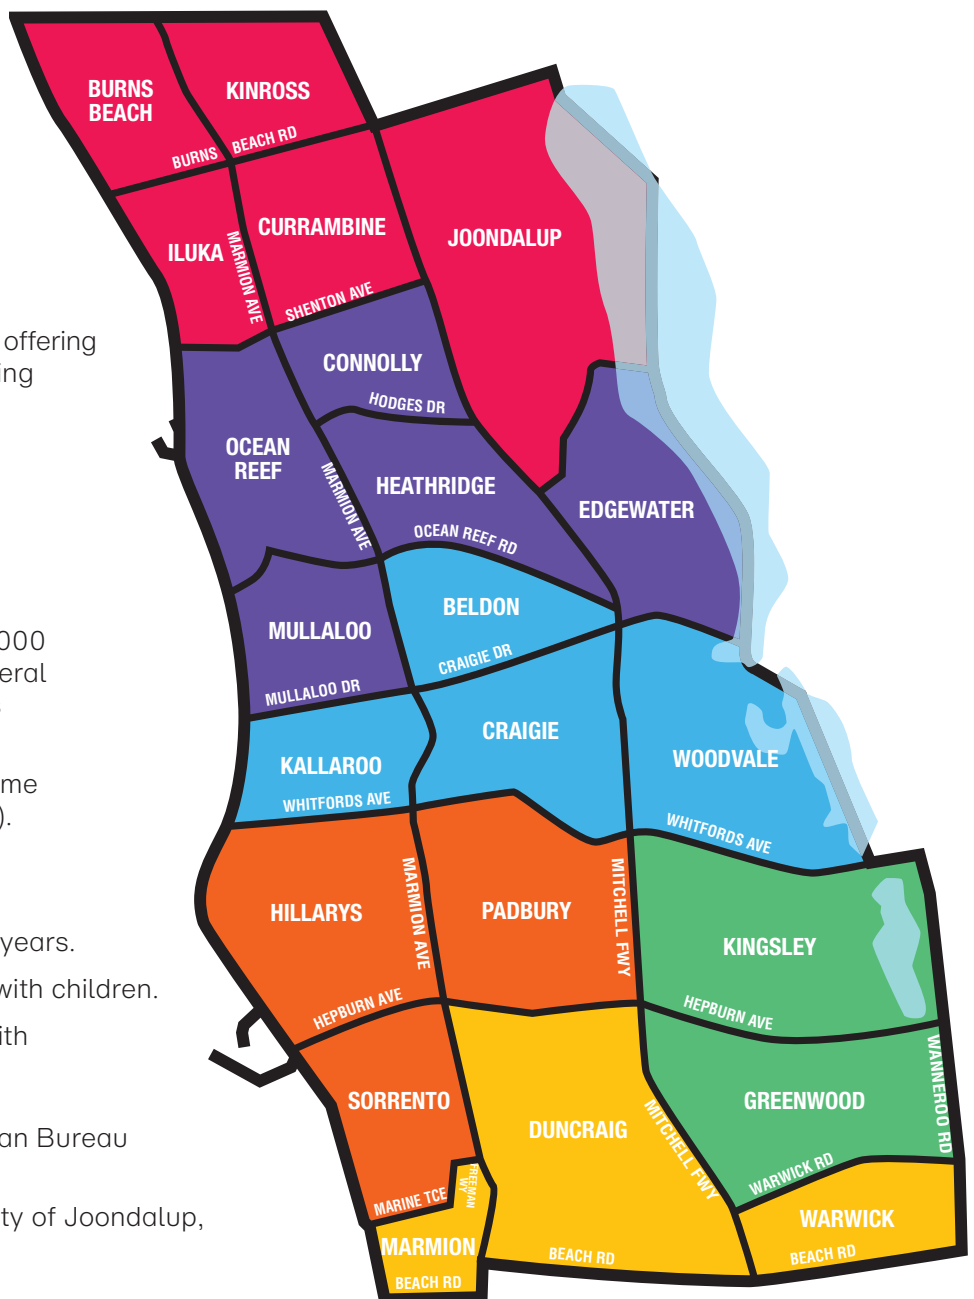 offering
ing
000
eral
me
).
years.
with children.
ith
an Bureau
ty of Joondalup,
BURNS
BEACH
KINROSS
BURNS
BEACH RD
ILUKA
MARMION AVE
CURRAMBINE
JOONDALUP
SHENTON AVE
CONNOLLY
HODGES DR
OCEAN
REEF
MARMION AVE
HEATHRIDGE
EDGEWATER
OCEAN REEF RD
BELDON
MULLALOO
CRAIGIE DR
MULLALOO DR
CRAIGIE
KALLAROO
WOODVALE
WHITFORDS AVE
WHITFORDS AVE
HILLARYS
MARMION AVE
PADBURY
MITCHELL FWY
KINGSLEY
HEPBURN AVE
HEPBURN AVE
WANNEROO RD
SORRENTO
DUNCRAIG
MITCHELL FWY
GREENWOOD
WARWICK RD
FREEMAN
WY
MARINE TCE
MARMION
BEACH RD
BEACH RD
WARWICK
BEACH RD